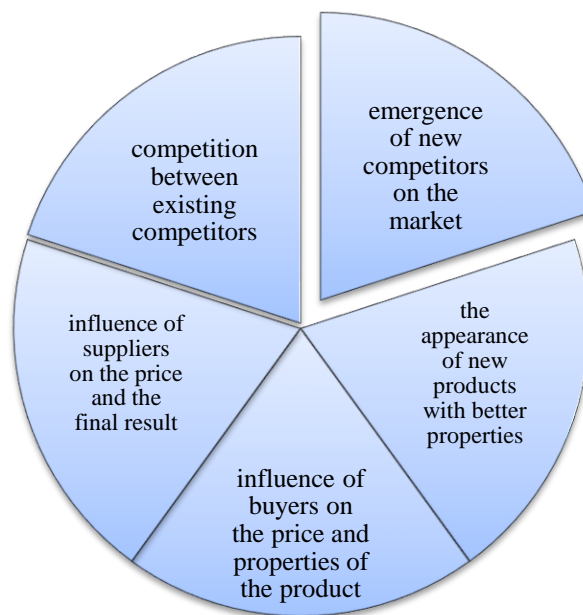 emergence
of new
competitors
on the
market
the
appearance
of new
products
with better
properties
influence of
buyers on
the price and
properties of
the product
influence of
suppliers
on the price
and the
final result
competition
between
existing
competitors